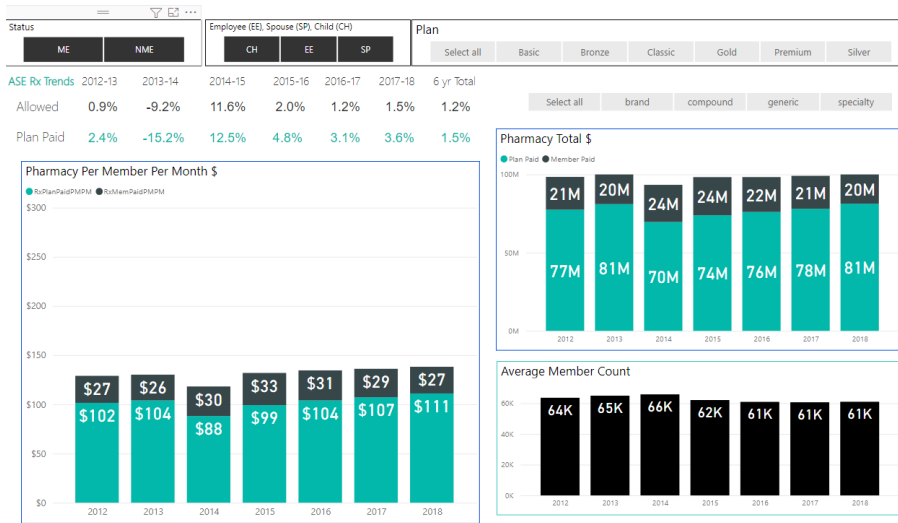 Status
ME NME
Employee (EE), Spouse (SP), Child (CH)
CH EE SP
Plan
Select all Basic Bronze Classic Gold Premium Silver
ASE Rx Trends 2012-13 2013-14 2014-15 2015-16 2016-17 2017-18 6 yr Total
Allowed 0.9% -9.2% 11.6% 2.0% 1.2% 1.5% 1.2%
Plan Paid 2.4% -15.2% 12.5% 4.8% 3.1% 3.6% 1.5%
Select all brand compound generic specialty
Pharmacy Per Member Per Month $
RxPlanPaidPMPM RxMemPaidPMPM
$300
$250
$200
$150
$100
$50
$0
$27 $26 $30 $33 $31 $29 $27
$102 $104 $88 $99 $104 $107 $111
2012 2013 2014 2015 2016 2017 2018
Pharmacy Total $
Plan Paid Member Paid
100M
50M
0M
21M 20M 24M 24M 22M 21M 20M
77M 81M 70M 74M 76M 78M 81M
2012 2013 2014 2015 2016 2017 2018
Average Member Count
60K
40K
20K
0K
64K 65K 66K 62K 61K 61K 61K
2012 2013 2014 2015 2016 2017 2018